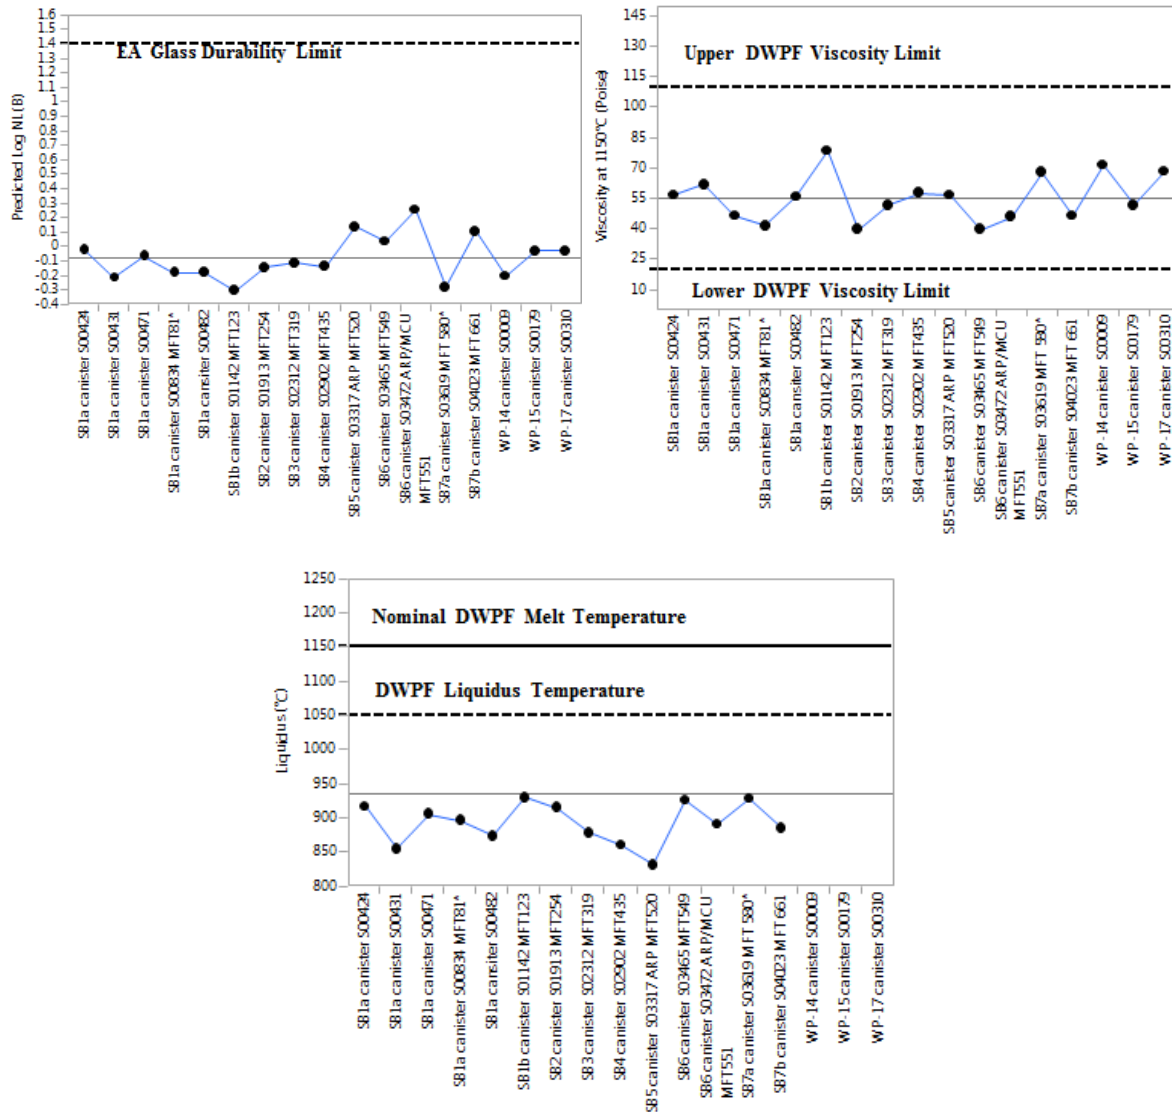 1.6
1.5
1.4
1.3
1.2
1.1
1
0.9
0.8
0.7
0.6
0.5
0.4
0.3
0.2
0.1
0
-0.1
-0.2
-0.3
-0.4
Predicted Log NL(B)
EA Glass Durability Limit
SB1a canister S00424
SB1a canister S00431
SB1a canister S00471
SB1a canister S00834 MFT81*
SB1a cansiter S00482
SB1b canister S01142 MFT123
SB2 canister S01913 MFT254
SB3 canister S02312 MFT319
SB4 canister S02902 MFT435
SB5 canister S03317 ARP MFT520
SB6 canister S03465 MFT549
SB6 canister S03472 ARP/MCU
MFT551
SB7a canister S03619 MFT 580*
SB7b canister S04023 MFT 661
WP-14 canister S00009
WP-15 canister S00179
WP-17 canister S00310
145
130
115
100
85
70
55
40
25
10
Viscosity at 1150°C (Poise)
Upper DWPF Viscosity Limit
Lower DWPF Viscosity Limit
SB1a canister S00424
SB1a canister S00431
SB1a canister S00471
SB1a canister S00834 MFT81*
SB1a cansiter S00482
SB1b canister S01142 MFT123
SB2 canister S01913 MFT254
SB3 canister S02312 MFT319
SB4 canister S02902 MFT435
SB5 canister S03317 ARP MFT520
SB6 canister S03465 MFT549
SB6 canister S03472 ARP/MCU
MFT551
SB7a canister S03619 MFT 580*
SB7b canister S04023 MFT 661
WP-14 canister S00009
WP-15 canister S00179
WP-17 canister S00310
1250
1200
1150
1100
1050
1000
950
900
850
800
Liquidus (°C)
Nominal DWPF Melt Temperature
DWPF Liquidus Temperature
SB1a canister S00424
SB1a canister S00431
SB1a canister S00471
SB1a canister S00834 MFT81*
SB1a cansiter S00482
SB1b canister S01142 MFT123
SB2 canister S01913 MFT254
SB3 canister S02312 MFT319
SB4 canister S02902 MFT435
SB5 canister S03317 ARP MFT520
SB6 canister S03465 MFT549
SB6 canister S03472 ARP/MCU
MFT551
SB7a canister S03619 MFT 580*
SB7b canister S04023 MFT 661
WP-14 canister S00009
WP-15 canister S00179
WP-17 canister S00310